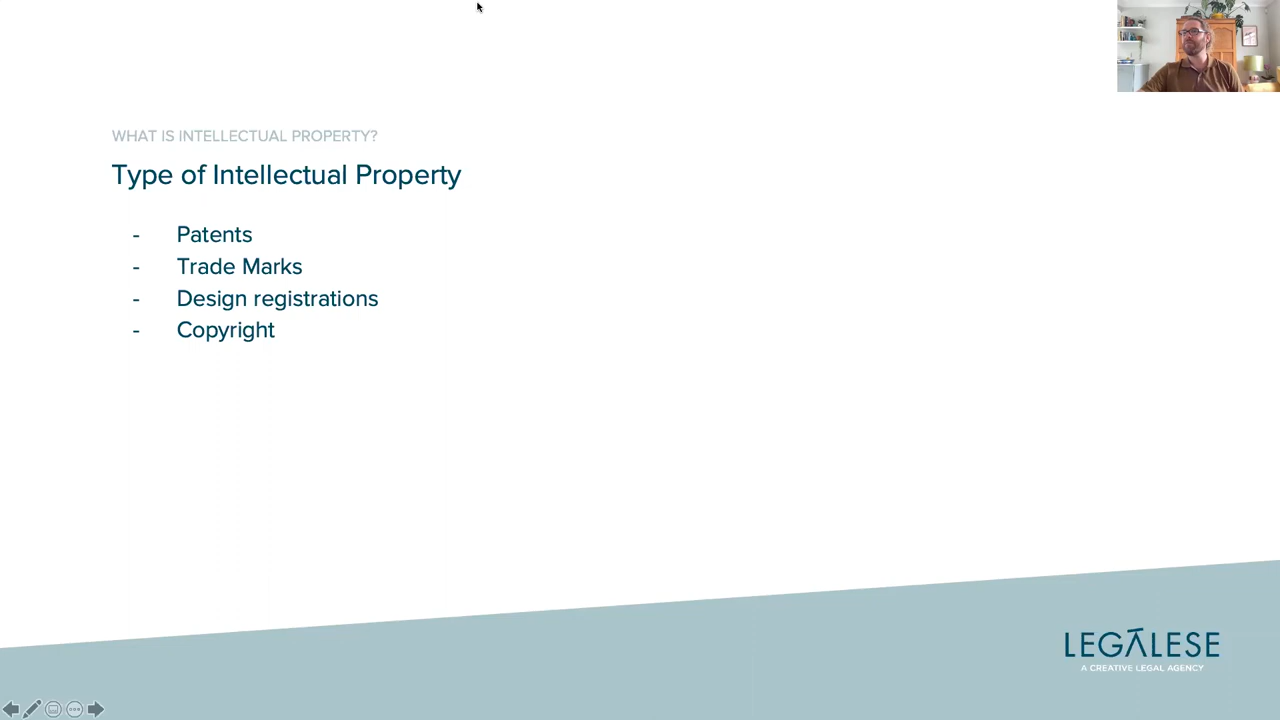 WHAT IS INTELLECTUAL PROPERTY?
Type of Intellectual Property
- Patents
- Trade Marks
- Design registrations
- Copyright
LEGALESE
A CREATIVE LEGAL AGENCY